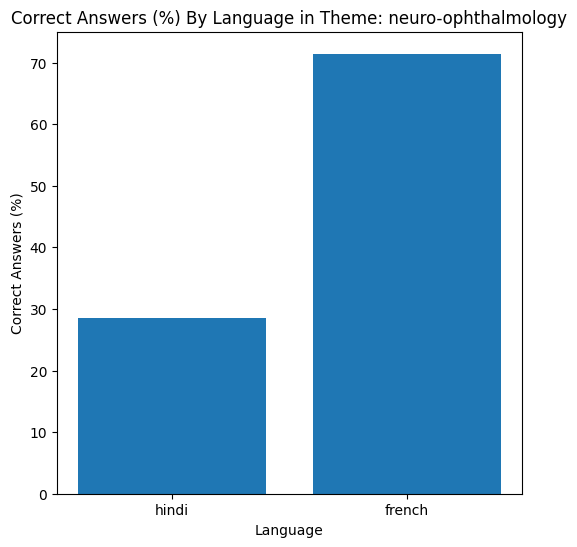 Correct Answers (%) By Language in Theme: neuro-ophthalmology
70
60
50
40
30
20
10
0
Correct Answers (%)
hindi
french
Language